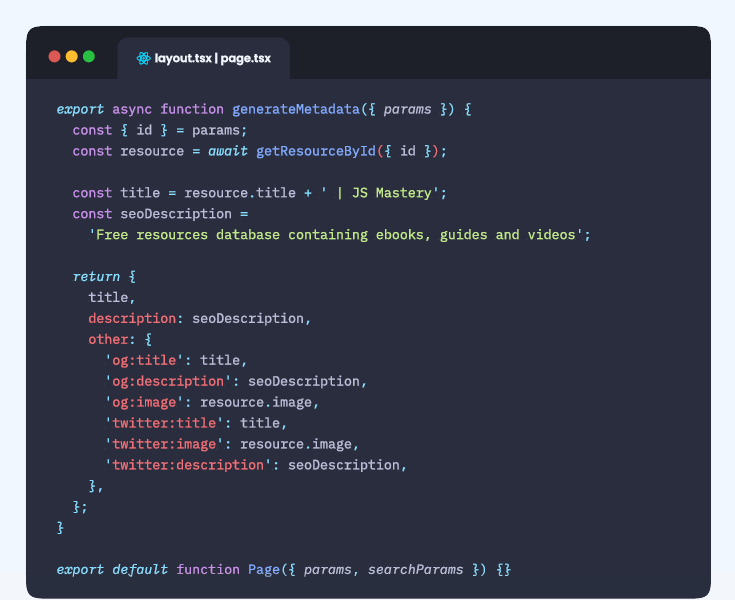 layout.tsx | page.tsx
export async function generateMetadata({ params }) {
  const { id } = params;
  const resource = await getResourceById({ id });

  const title = resource.title + ' | JS Mastery';
  const seoDescription =
    'Free resources database containing ebooks, guides and videos';

  return {
    title,
    description: seoDescription,
    other: {
      'og:title': title,
      'og:description': seoDescription,
      'og:image': resource.image,
      'twitter:title': title,
      'twitter:image': resource.image,
      'twitter:description': seoDescription,
    },
  };
}

export default function Page({ params, searchParams }) {}